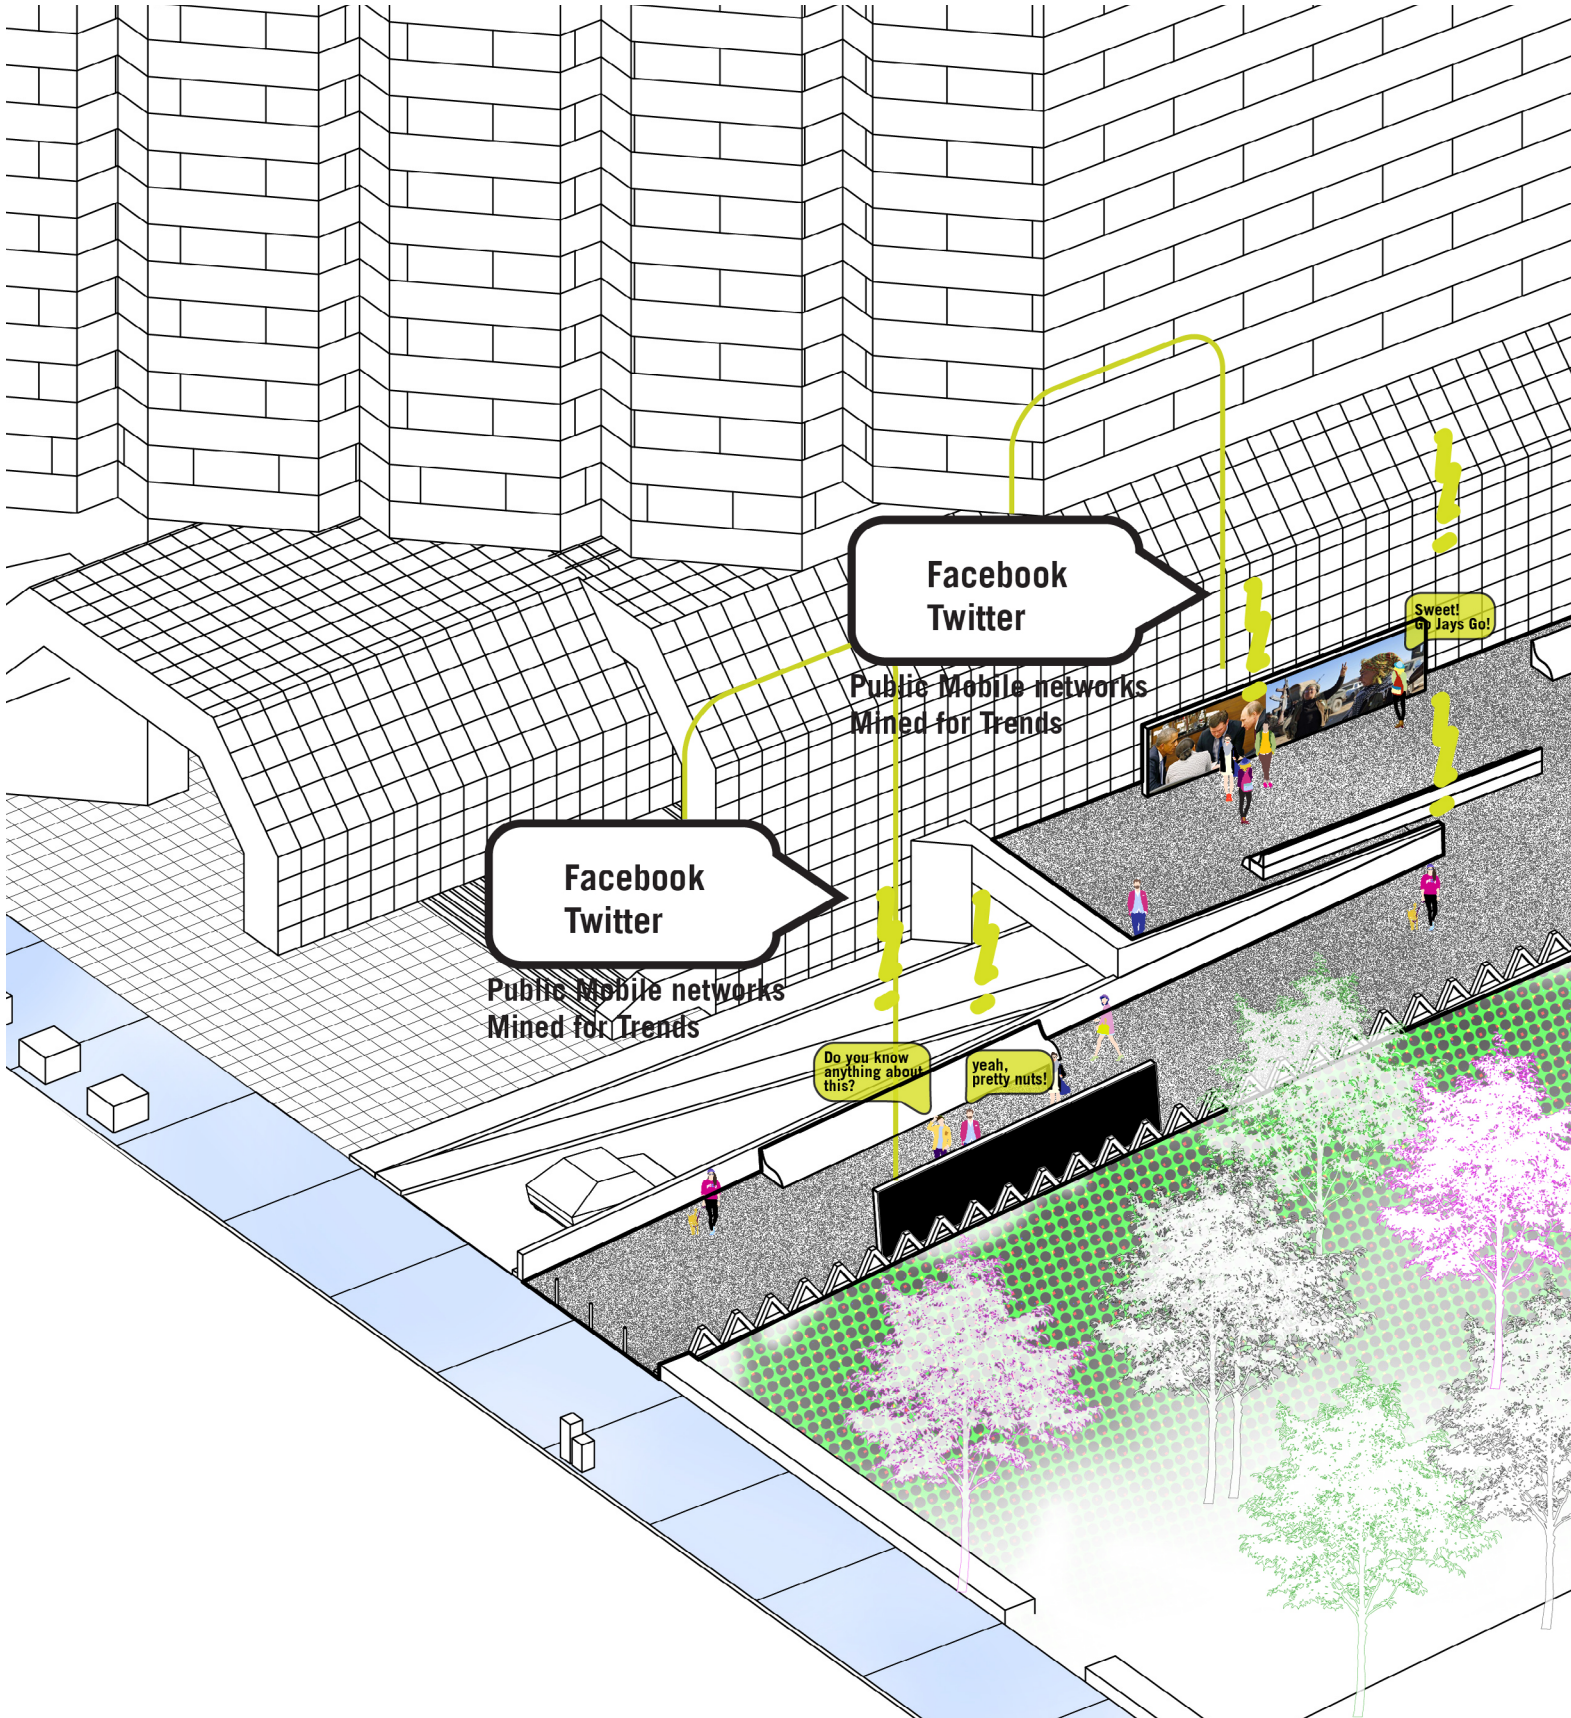 Facebook
Twitter
Public Mobile networks
Mined for Trends
Sweet!
Go Jays Go!
Facebook
Twitter
Public Mobile networks
Mined for Trends
Do you know
anything about
this?
yeah,
pretty nuts!